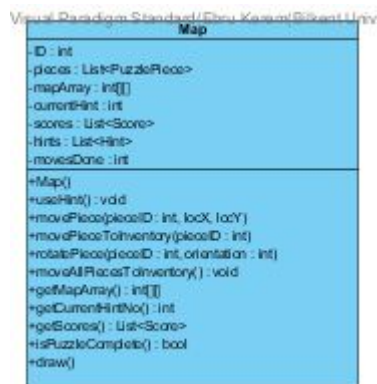 Visual Paradigm Standard(Ebru Kerem(Bilkent Univ
Map
-ID : int
-pieces : List<PuzzlePiece>
-mapArray : int[][]
-currentHint : int
-scores : List<Score>
-hints : List<Hint>
-movesDone : int
+Map()
+useHint() : void
+movePiece(pieceID : int, locX, locY)
+movePieceToInventory(pieceID : int)
+rotatePiece(pieceID : int, orientation : int)
+moveAllPiecesToInventory() : void
+getMapArray() : int[][]
+getCurrentHintNo() : int
+getScores() : List<Score>
+isPuzzleComplete() : bool
+draw()